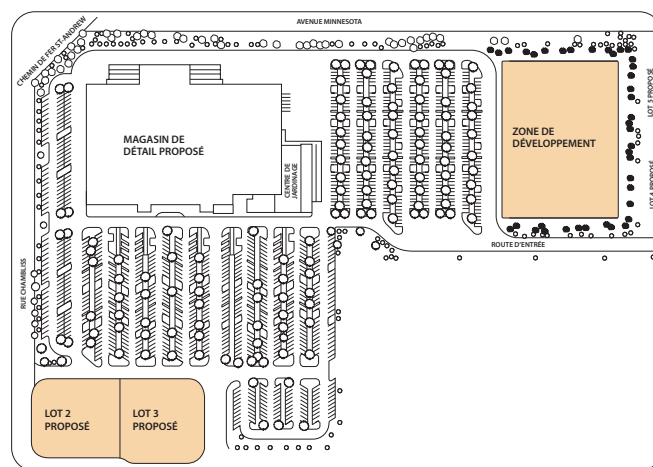 AVENUE MINNESOTA
CHEMIN DE FER ST-ANDREW
MAGASIN DE
DÉTAIL PROPOSÉ
CENTRE DE
JARDINAGE
ZONE DE
DÉVELOPPEMENT
LOT 5 PROPOSÉ
LOT 4 PROPOSÉ
ROUTE D'ENTRÉE
RUE CHAMBLISS
LOT 2
PROPOSÉ
LOT 3
PROPOSÉ